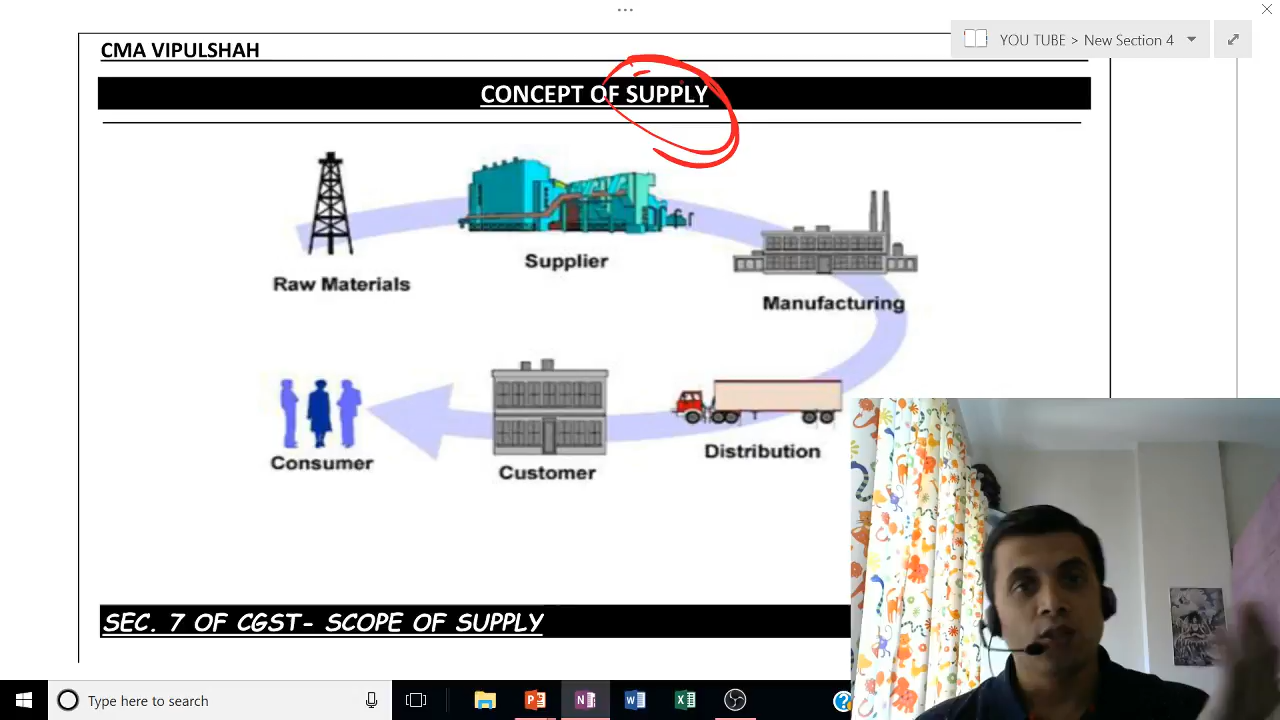 CMA VIPULSHAH
YOU TUBE > New Section 4
CONCEPT OF SUPPLY
Raw Materials
Supplier
Manufacturing
Consumer
Customer
Distribution
SEC. 7 OF CGST- SCOPE OF SUPPLY
Type here to search